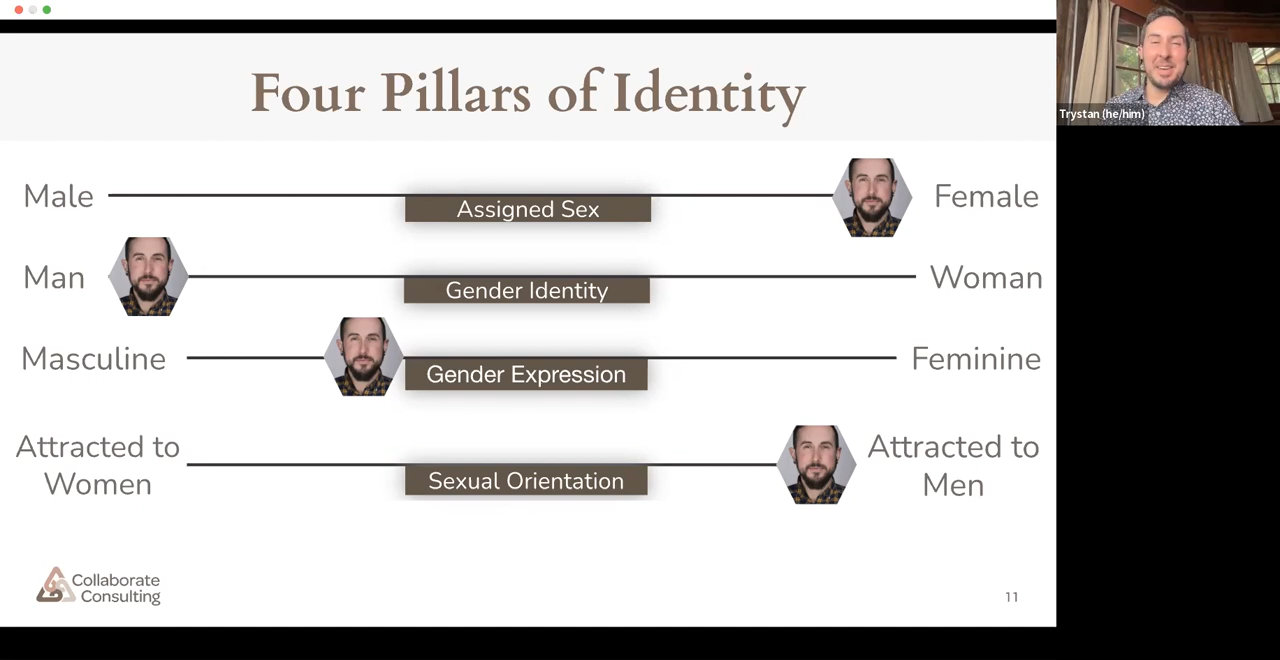 Four Pillars of Identity
Trystan (he/him)
Male
Assigned Sex
Female
Man
Gender Identity
Woman
Masculine
Gender Expression
Feminine
Attracted to
Women
Sexual Orientation
Attracted to
Men
Collaborate
Consulting
11